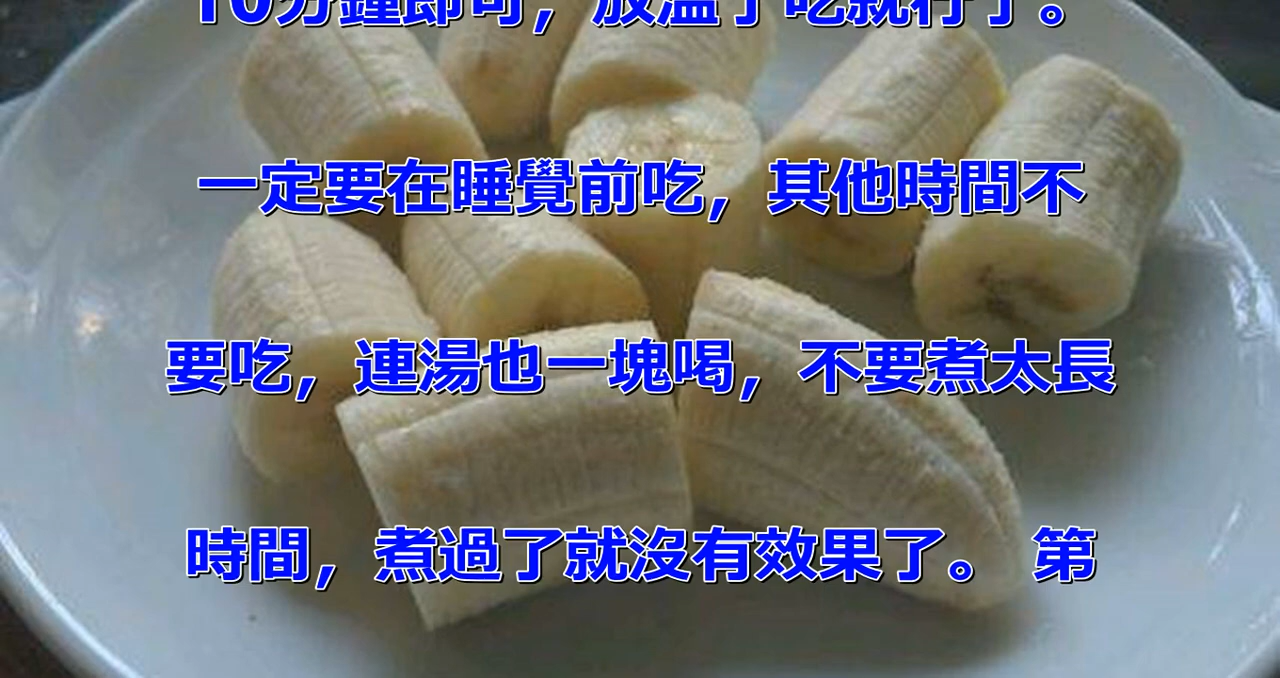 10分鐘即可，放溫了吃就行了。
一定要在睡覺前吃，其他時間不
要吃，連湯也一塊喝，不要煮太長
時間，煮過了就沒有效果了。 第